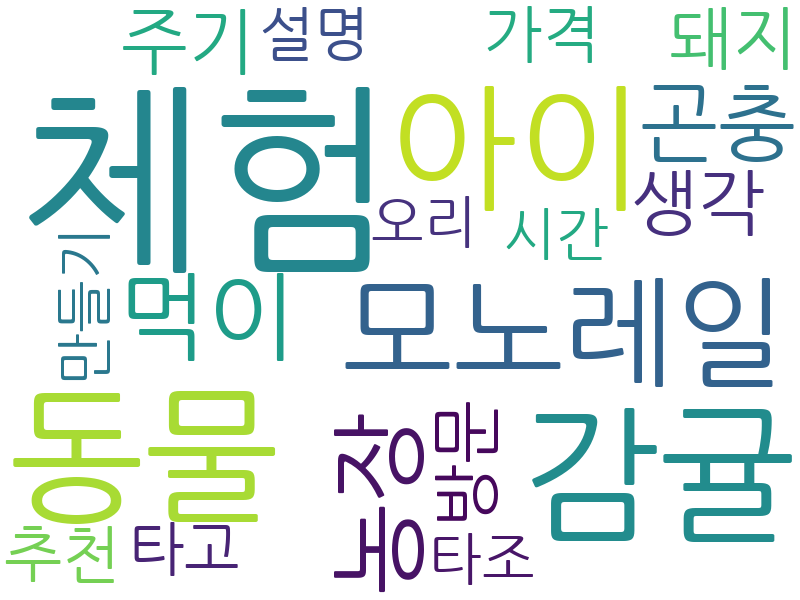 주기 설명 가격 돼지
체험 아이 곤충
오리 시간 생각
만들기 먹이 모노레일
동물 농장 방문 감귤
추천 타고 타조